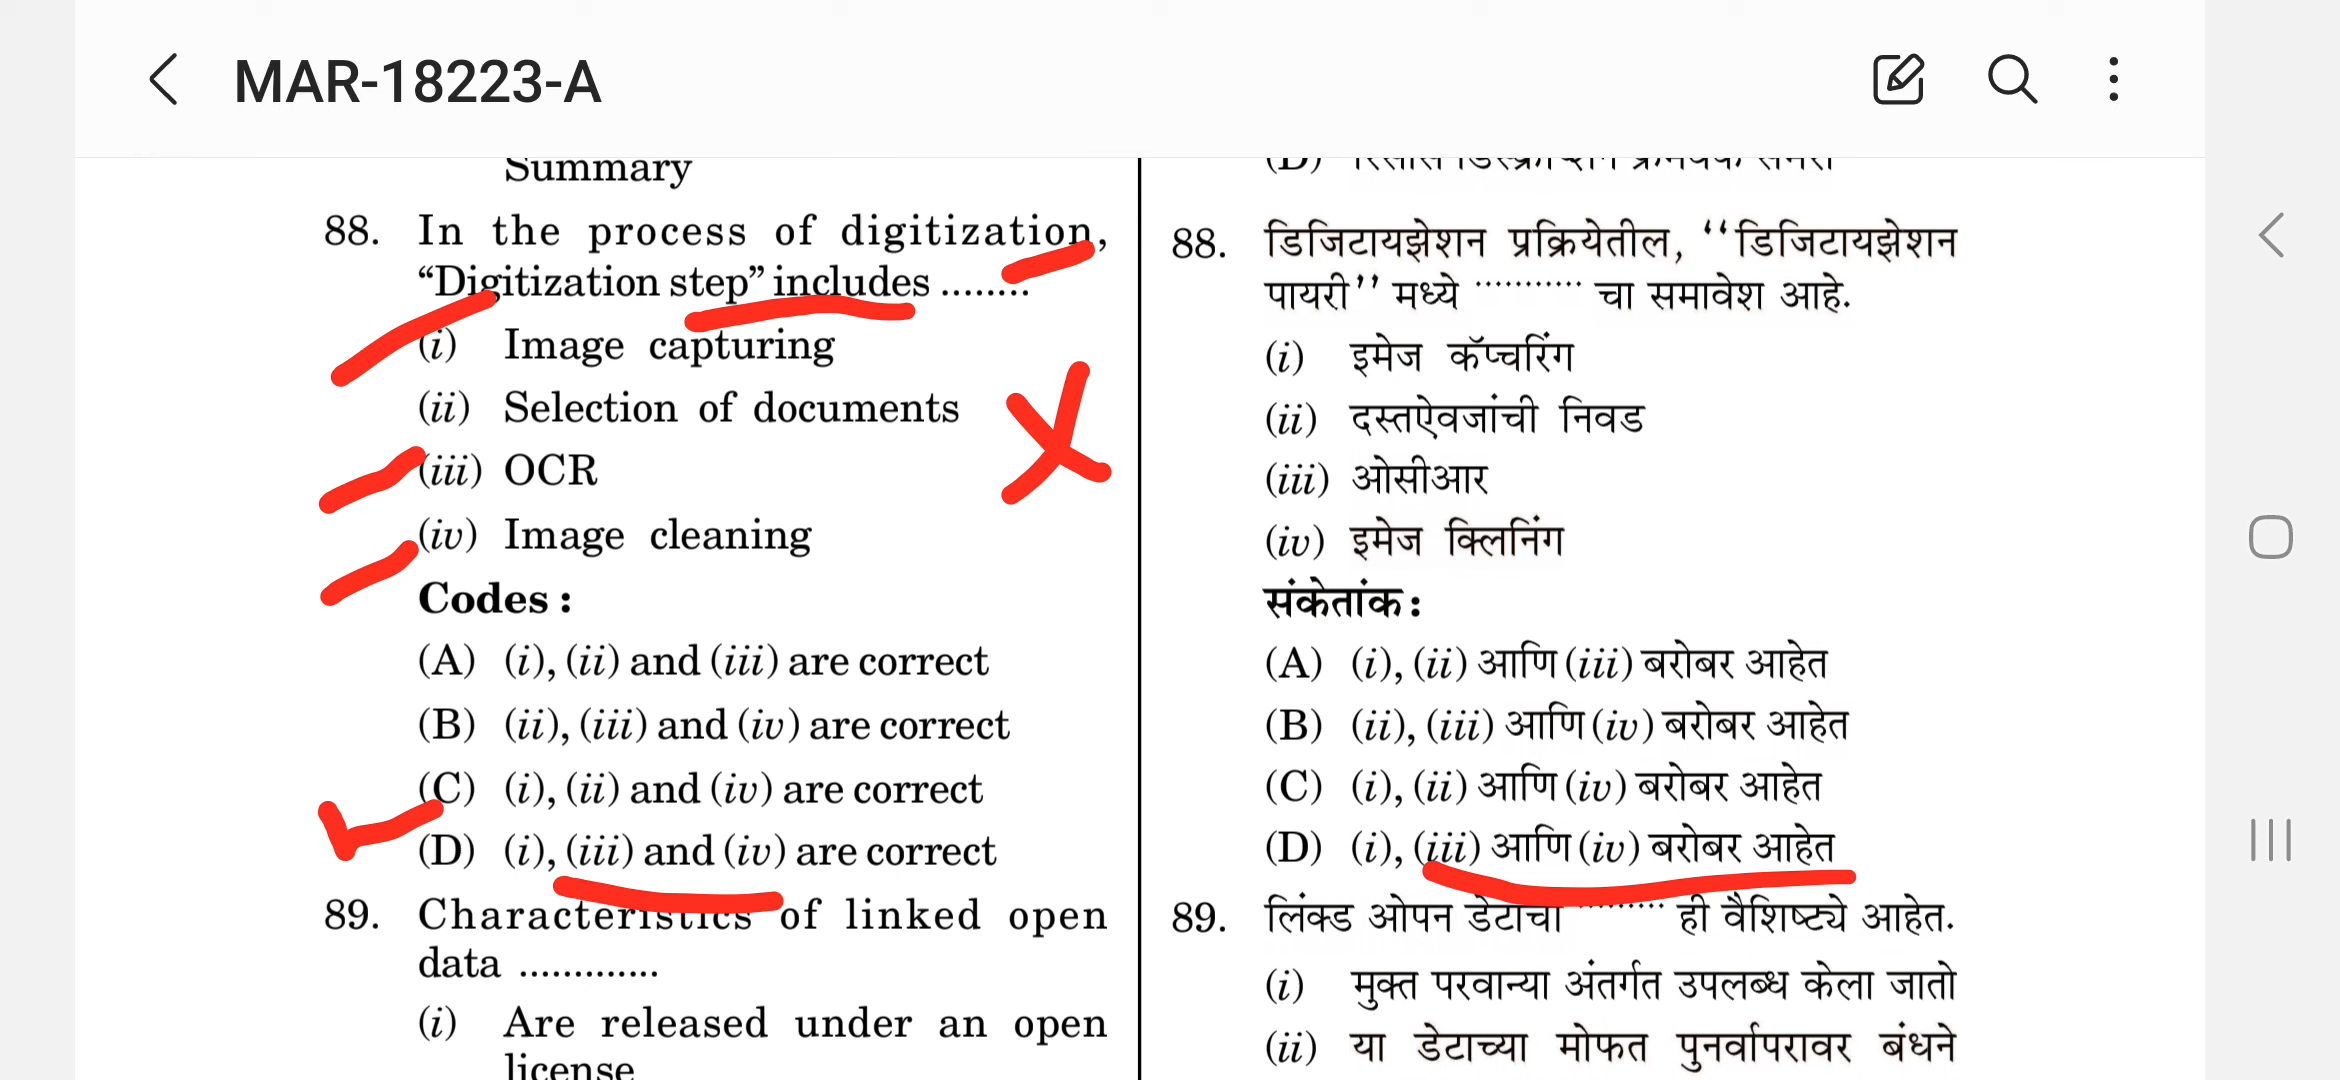 MAR-18223-A
Summary
88. In the process of digitization,
“Digitization step” includes ........
(i) Image capturing
(ii) Selection of documents
(iii) OCR
(iv) Image cleaning
Codes :
(A) (i), (ii) and (iii) are correct
(B) (ii), (iii) and (iv) are correct
(C) (i), (ii) and (iv) are correct
(D) (i), (iii) and (iv) are correct
89. Characteristics of linked open
data .............
(i) Are released under an open
license
88. डिजिटायझेशन प्रक्रियेतील, ‘‘डिजिटायझेशन
पायरी’’ मध्ये ........... चा समावेश आहे.
(i) इमेज कॅप्चरिंग
(ii) दस्तऐवजांची निवड
(iii) ओसीआर
(iv) इमेज क्लिनिंग
संकेतांक :
(A) (i), (ii) आणि (iii) बरोबर आहेत
(B) (ii), (iii) आणि (iv) बरोबर आहेत
(C) (i), (ii) आणि (iv) बरोबर आहेत
(D) (i), (iii) आणि (iv) बरोबर आहेत
89. लिंक्ड ओपन डेटाची ......... ही वैशिष्ट्ये आहेत.
(i) मुक्त परवान्या अंतर्गत उपलब्ध केला जातो
(ii) या डेटाच्या मोफत पुनर्वापरावर बंधने